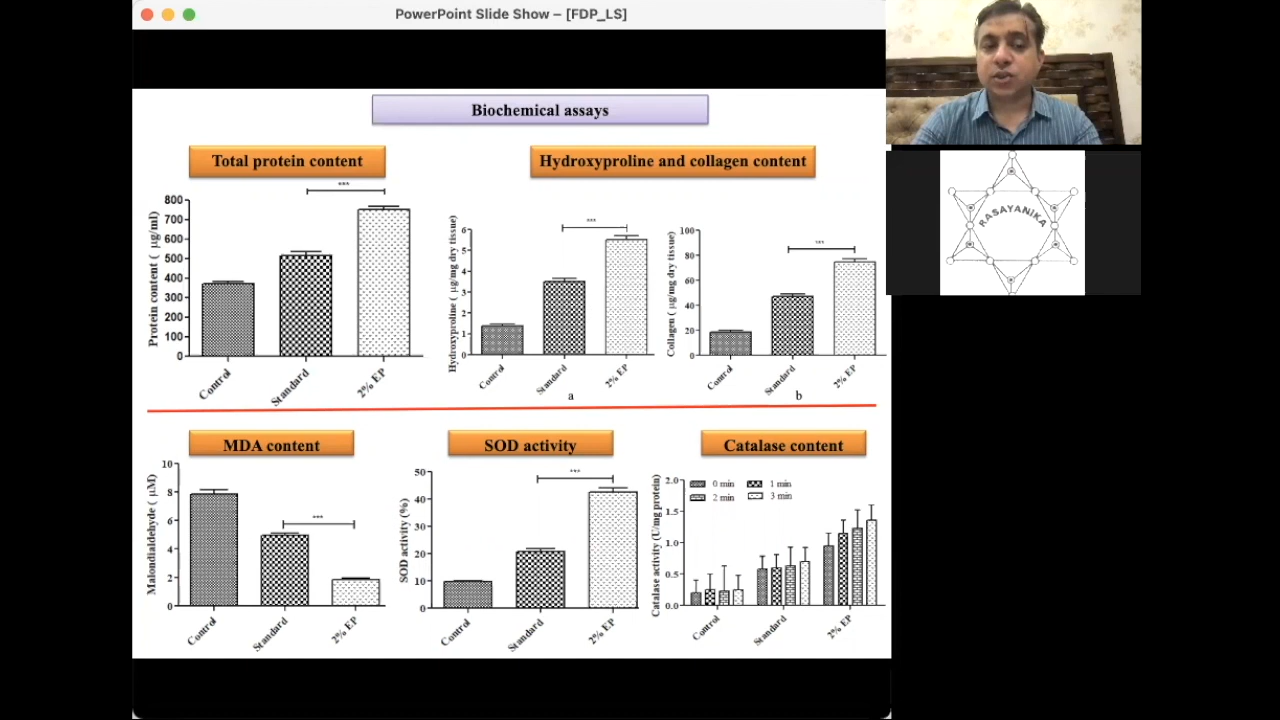 PowerPoint Slide Show – [FDP_LS]
Biochemical assays
Total protein content
Hydroxyproline and collagen content
***
800
700
600
500
400
300
200
100
0
Protein content ( μg/ml)
Control
Standard
2% EP
***
6
5
4
3
2
1
0
Hydroxyproline ( μg/mg dry tissue)
Control
Standard
2% EP
a
***
100
80
60
40
20
0
Collagen ( μg/mg dry tissue)
Control
Standard
2% EP
b
MDA content
SOD activity
Catalase content
***
10
8
6
4
2
0
Malondialdehyde ( μM)
Control
Standard
2% EP
***
50
40
30
20
10
0
SOD activity (%)
Control
Standard
2% EP
0 min
1 min
2 min
3 min
2.0
1.5
1.0
0.5
0.0
Catalase activity (U/mg protein)
Control
Standard
2% EP
RASAYANIKA